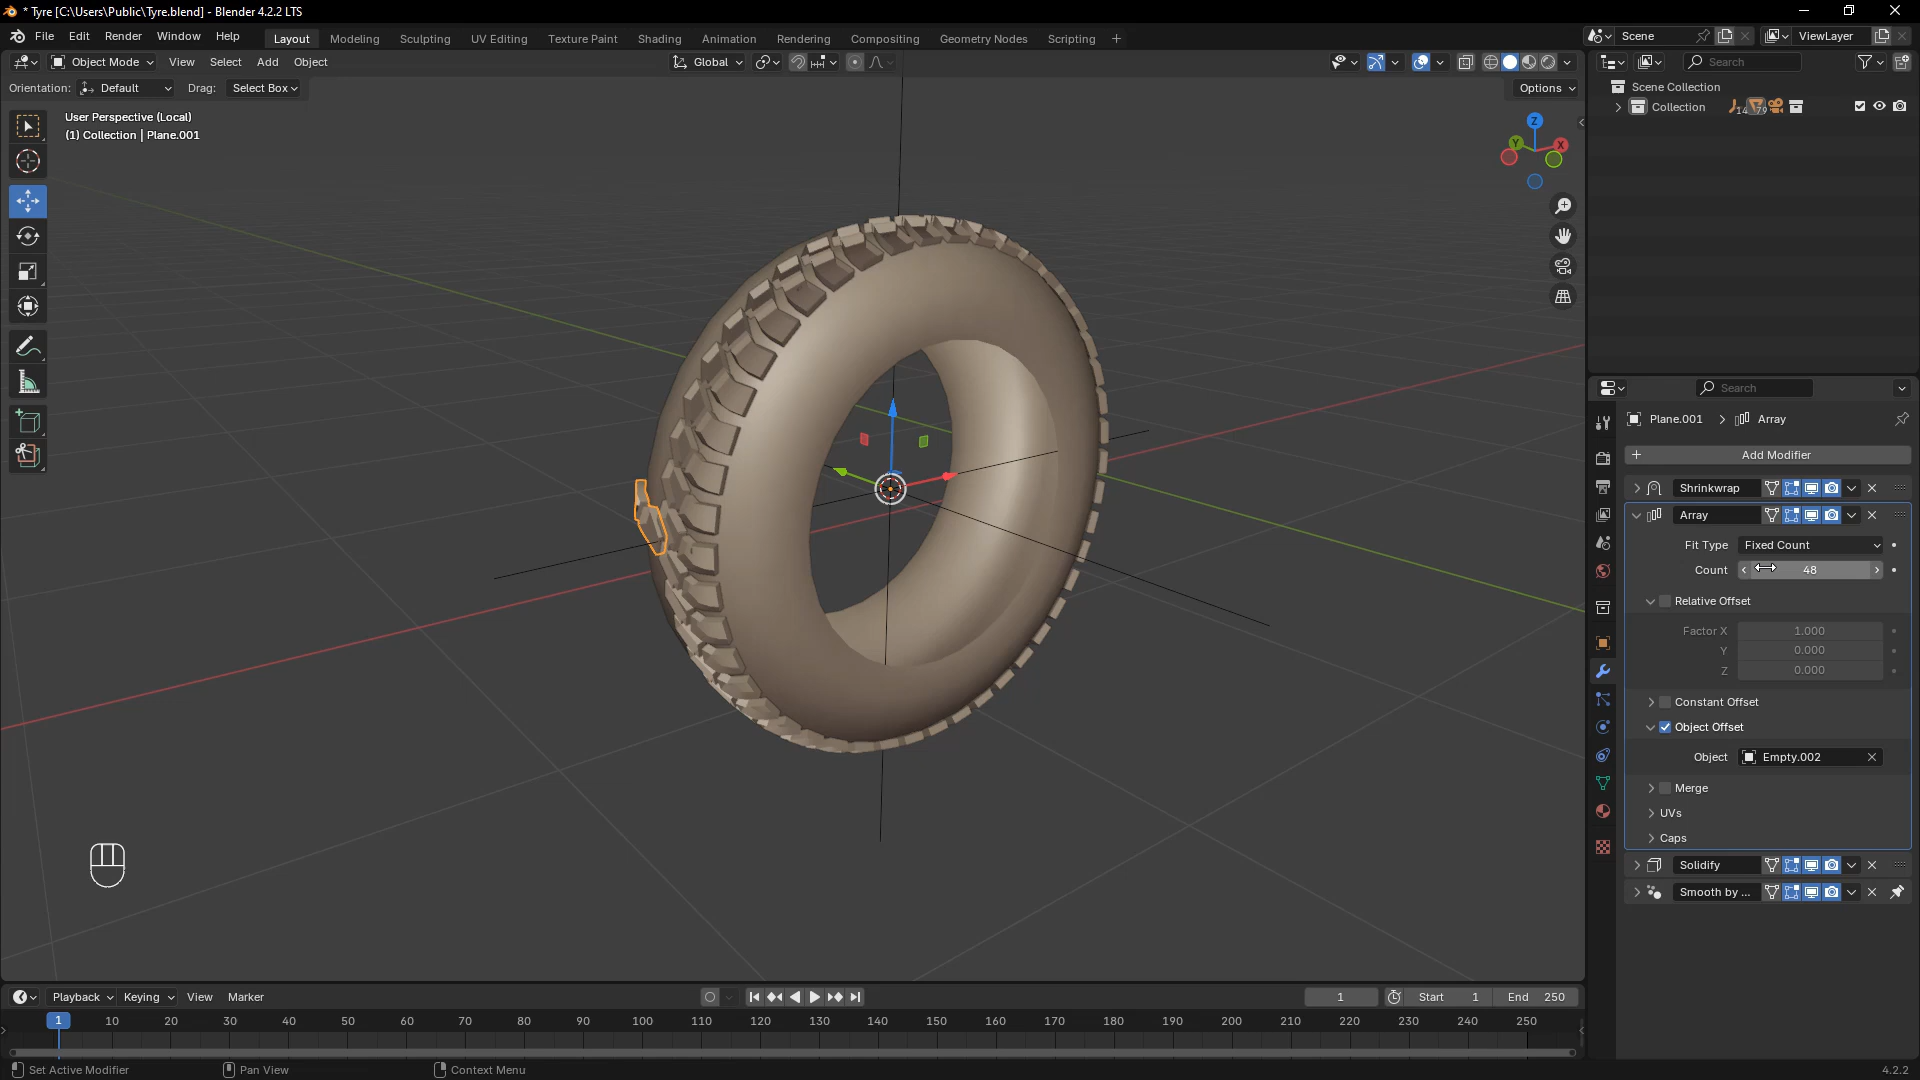 * Tyre [C:\Users\Public\Tyre.blend] - Blender 4.2.2 LTS
File Edit Render Window Help Layout Modeling Sculpting UV Editing Texture Paint Shading Animation Rendering Compositing Geometry Nodes Scripting Scene ViewLayer
Object Mode View Select Add Object Global Search
Orientation: Default Drag: Select Box Options
Scene Collection
Collection 14 79
User Perspective (Local)
(1) Collection | Plane.001
Z
Y X
Search
Plane.001 Array
Add Modifier
Shrinkwrap
Array
Fit Type Fixed Count
Count 48
Relative Offset
Factor X 1.000
Y 0.000
Z 0.000
Constant Offset
Object Offset
Object Empty.002
Merge
UVs
Caps
Solidify
Smooth by ...
Playback Keying View Marker 1 Start 1 End 250
1 10 20 30 40 50 60 70 80 90 100 110 120 130 140 150 160 170 180 190 200 210 220 230 240 250
Set Active Modifier Pan View Context Menu 4.2.2